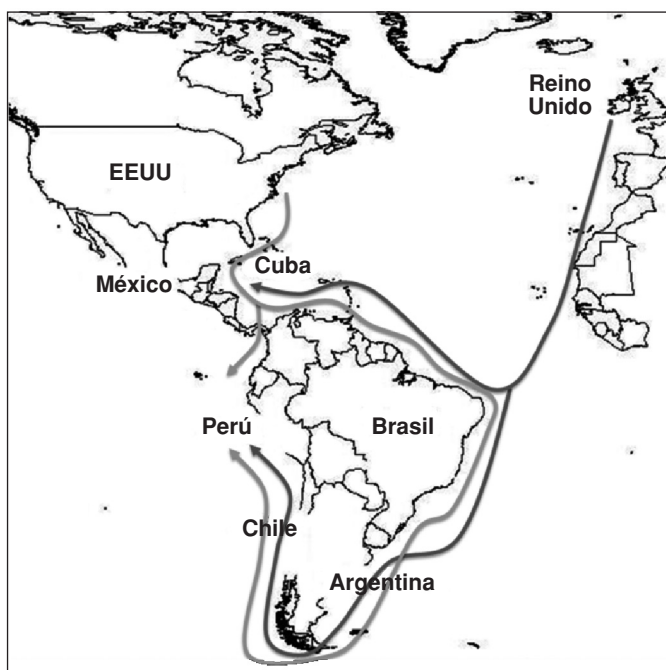 Reino
Unido
EEUU
Cuba
México
Perú
Brasil
Chile
Argentina